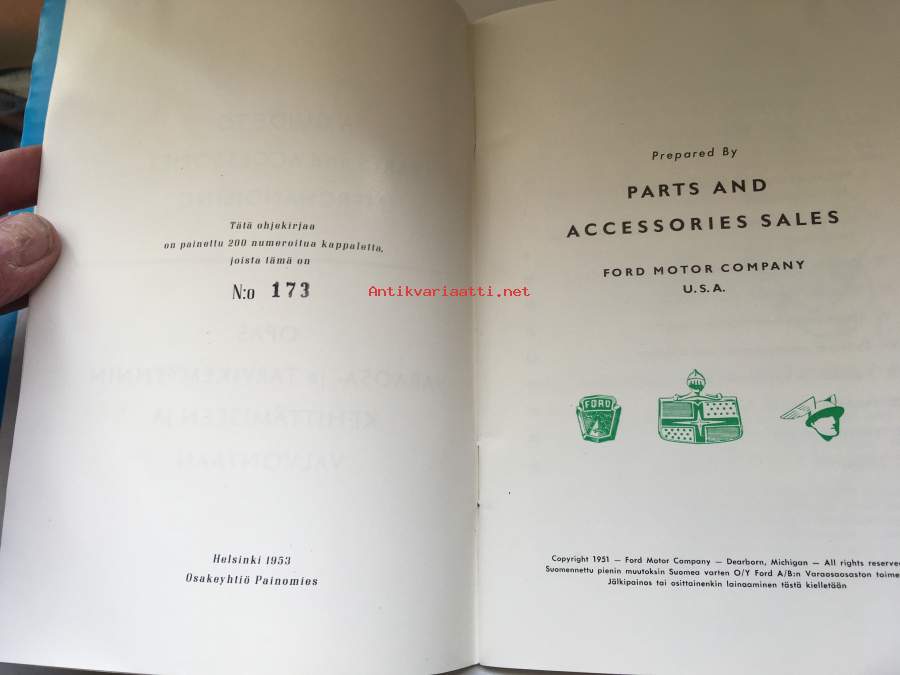 Tätä ohjekirjaa
on painettu 200 numeroitua kappaletta,
joista tämä on
N:o 173
Helsinki 1953
Osakeyhtiö Painomies
Antikvariaatti.net
Prepared By
PARTS AND
ACCESSORIES SALES
FORD MOTOR COMPANY
U.S.A.
FORD
Copyright 1951 — Ford Motor Company — Dearborn, Michigan — All rights reserve
Suomennettu pienin muutoksin Suomea varten O/Y Ford A/B:n Varaosaosaston toime
Jälkipainos tai osittainenkin lainaaminen tästä kielletään